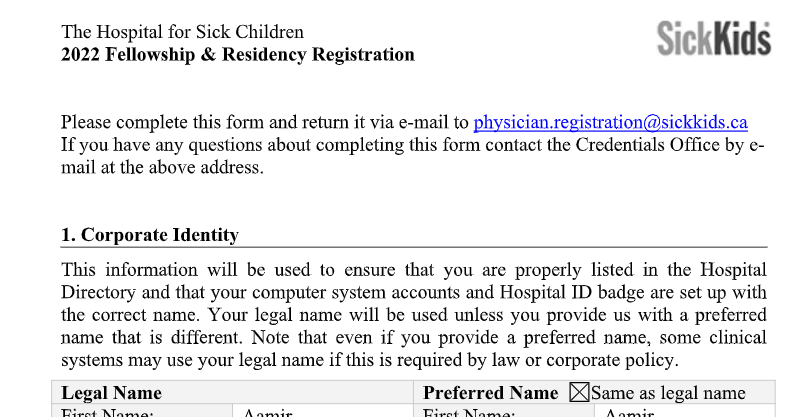 The Hospital for Sick Children
SickKids
2022 Fellowship & Residency Registration
Please complete this form and return it via e-mail to physician.registration@sickkids.ca
If you have any questions about completing this form contact the Credentials Office by e-
mail at the above address.
1. Corporate Identity
This information will be used to ensure that you are properly listed in the Hospital
Directory and that your computer system accounts and Hospital ID badge are set up with
the correct name. Your legal name will be used unless you provide us with a preferred
name that is different. Note that even if you provide a preferred name, some clinical
systems may use your legal name if this is required by law or corporate policy.
Legal Name Preferred Name ☒Same as legal name
First Name: Aamir First Name: Aamir